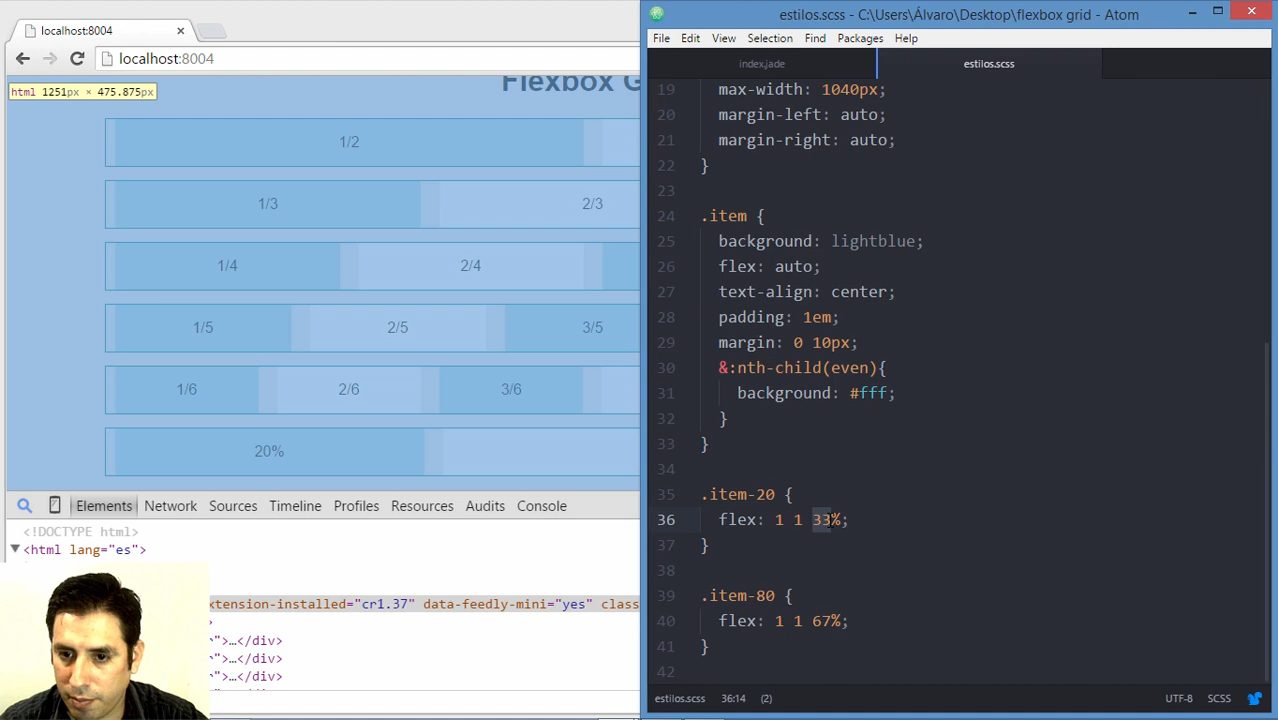 localhost:8004
localhost:8004
Flexbox G
html 1251px × 475.875px
1/2
1/3 2/3
1/4 2/4
1/5 2/5 3/5
1/6 2/6 3/6
20%
Elements Network Sources Timeline Profiles Resources Audits Console
<!DOCTYPE html>
▼<html lang="es">
xtension-installed="cr1.37" data-feedly-mini="yes" class
>
r">…</div>
r">…</div>
r">…</div>
estilos.scss - C:\Users\Álvaro\Desktop\flexbox grid - Atom
File Edit View Selection Find Packages Help
index.jade estilos.scss
19 max-width: 1040px;
20 margin-left: auto;
21 margin-right: auto;
22 }
23
24 .item {
25 background: lightblue;
26 flex: auto;
27 text-align: center;
28 padding: 1em;
29 margin: 0 10px;
30 &:nth-child(even){
31 background: #fff;
32 }
33 }
34
35 .item-20 {
36 flex: 1 1 33%;
37 }
38
39 .item-80 {
40 flex: 1 1 67%;
41 }
42
estilos.scss 36:14 (2) UTF-8 SCSS